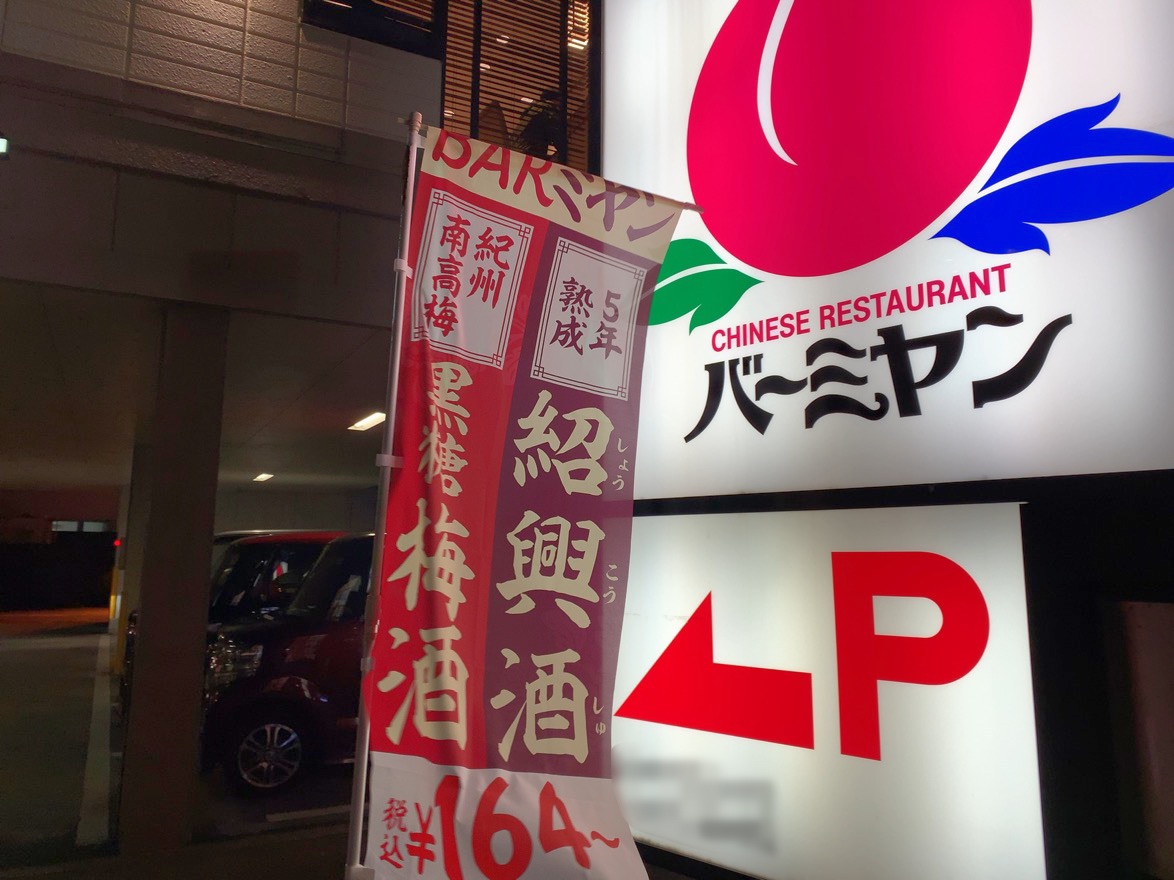 BARミヤン
5年
熟成
紹興酒
しょうこうしゅ
紀州
南高梅
黒糖梅酒
税込¥164~
CHINESE RESTAURANT
バーミヤン
P